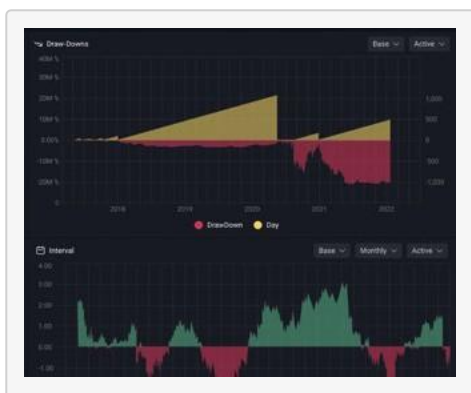 Draw-Downs Base Active
40M %
30M %
20M % 1,000
10M % 500
0.00% 0
-10M % 500
-20M % 1,000
0
2018 2019 2020 2021 2022
DrawDown Day
Interval Base Monthly Active
4.00
3.00
2.00
1.00
0.00
-1.00